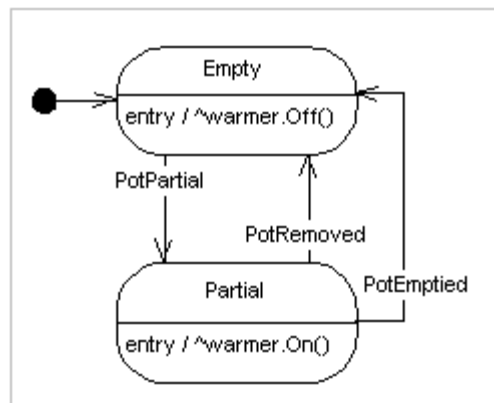 Empty
entry / ^warmer.Off()
PotPartial
PotRemoved
PotEmptied
Partial
entry / ^warmer.On()